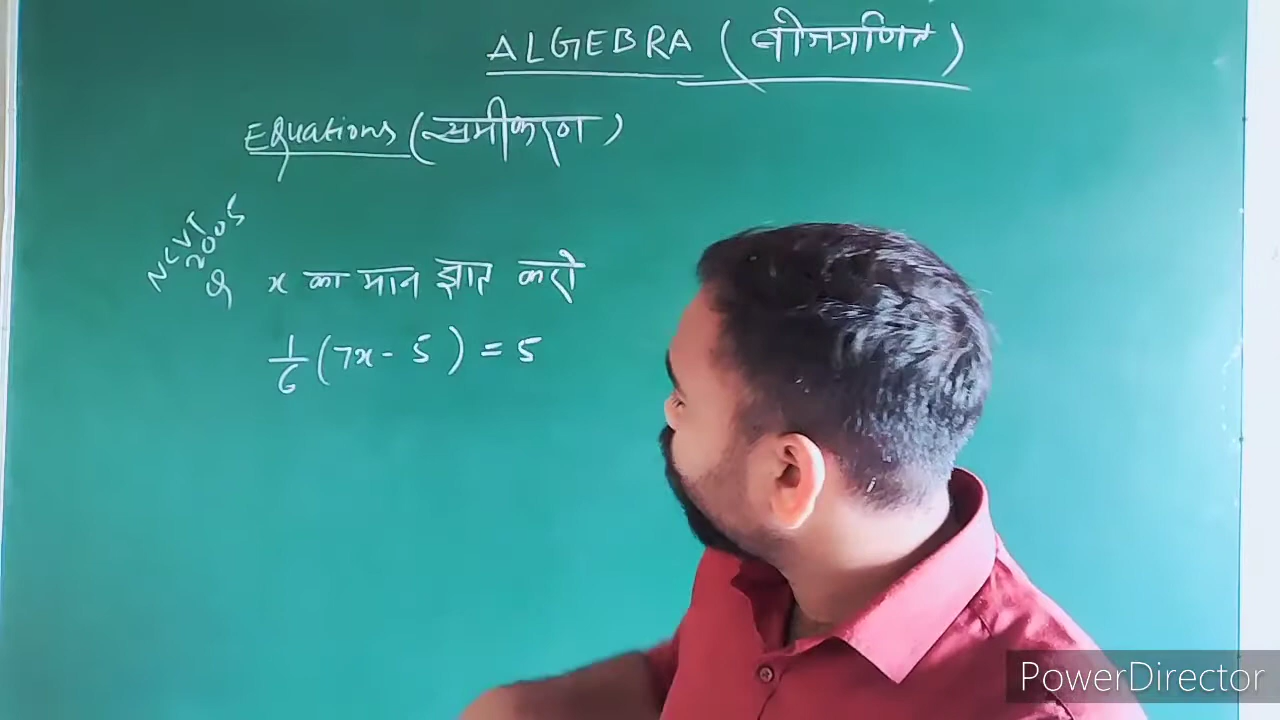 ALGEBRA (बीजगणित)
Equations (समीकरण)
NCVT
2005
Q x का मान ज्ञात करो
1/6 (7x - 5) = 5
PowerDirector